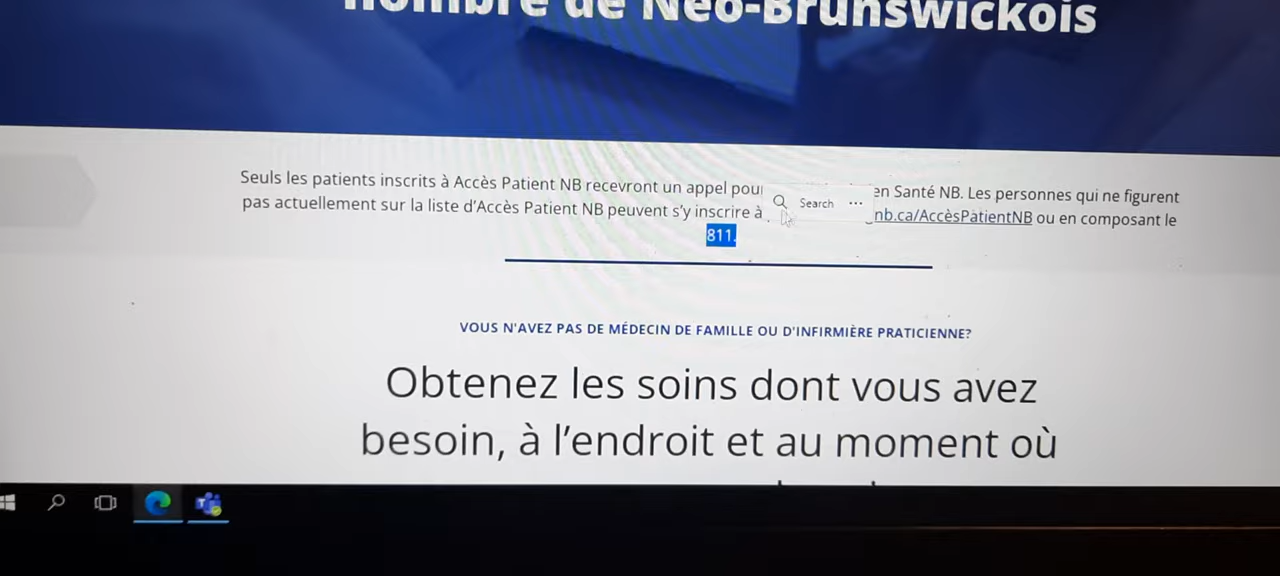 nombre de Néo-Brunswickois
Seuls les patients inscrits à Accès Patient NB recevront un appel pour en Santé NB. Les personnes qui ne figurent
Search
pas actuellement sur la liste d'Accès Patient NB peuvent s'y inscrire à nb.ca/AccèsPatientNB ou en composant le
811.
VOUS N'AVEZ PAS DE MÉDECIN DE FAMILLE OU D'INFIRMIÈRE PRATICIENNE?
Obtenez les soins dont vous avez
besoin, à l'endroit et au moment où